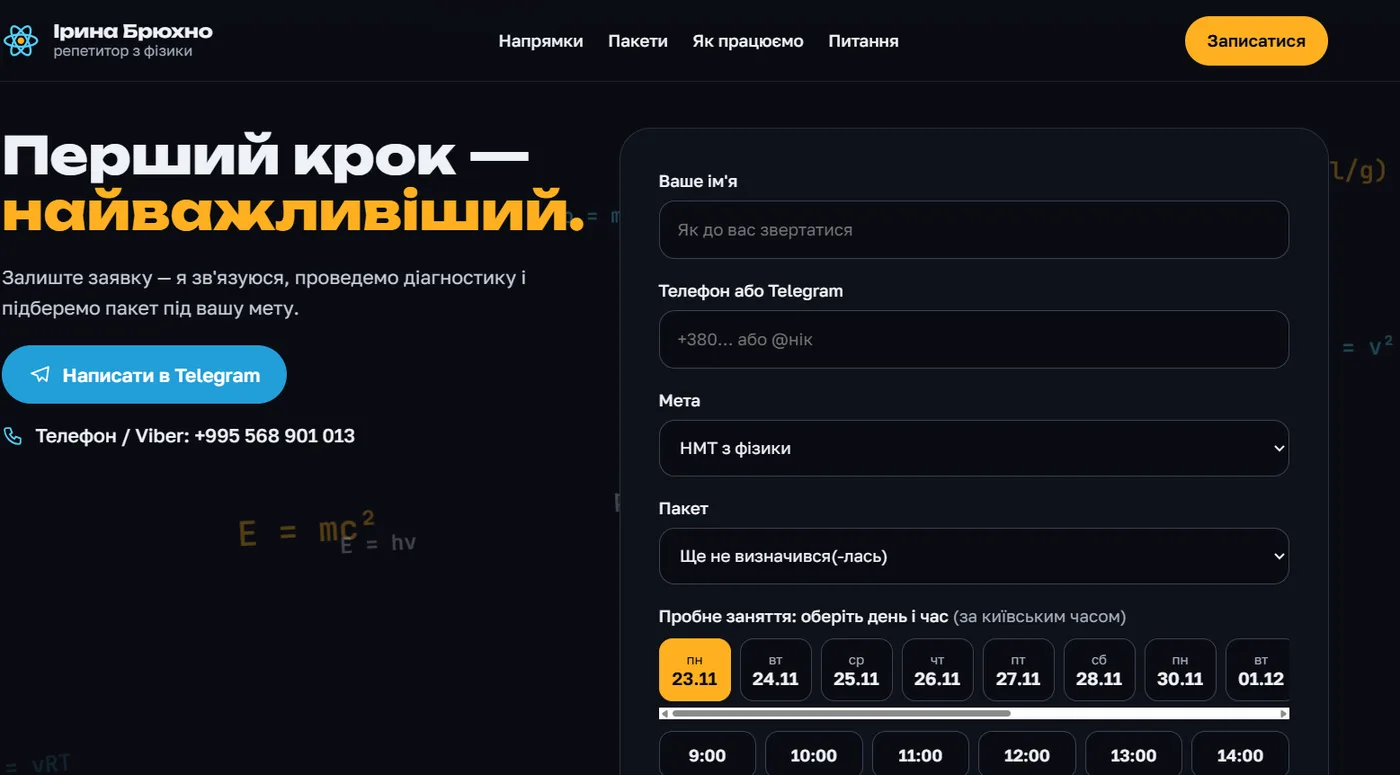 Ірина Брюхно
репетитор з фізики
Напрямки
Пакети
Як працюємо
Питання
Записатися
Перший крок —
найважливіший.
Залиште заявку — я зв'язуюся, проведемо діагностику і
підберемо пакет під вашу мету.
Написати в Telegram
Телефон / Viber: +995 568 901 013
E = mc²
E = hν
= νRT
l/g)
= v²
Ваше ім'я
Як до вас звертатися
Телефон або Telegram
+380... або @нік
Мета
НМТ з фізики
Пакет
Ще не визначився(-лась)
Пробне заняття: оберіть день і час (за київським часом)
пн
23.11
вт
24.11
ср
25.11
чт
26.11
пт
27.11
сб
28.11
пн
30.11
вт
01.12
9:00
10:00
11:00
12:00
13:00
14:00